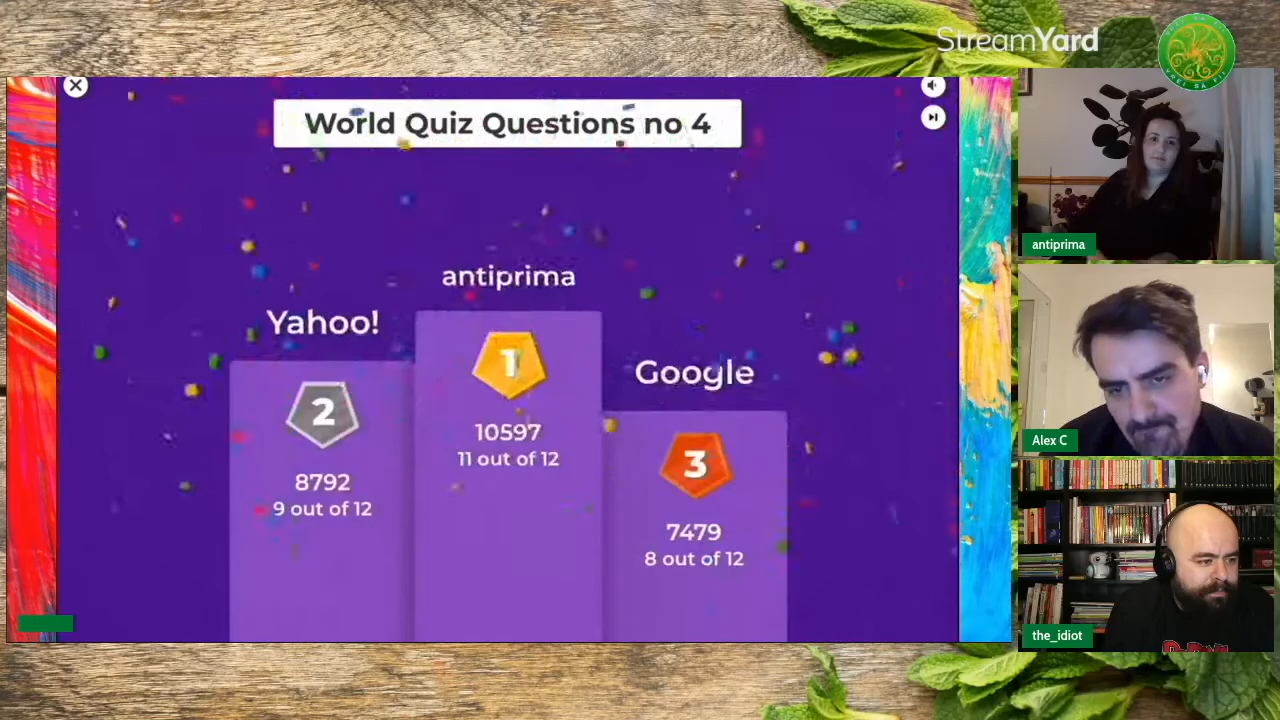 StreamYard
World Quiz Questions no 4
antiprima
Yahoo!
Google
1
2
3
10597
11 out of 12
8792
9 out of 12
7479
8 out of 12
antiprima
Alex C
the_idiot